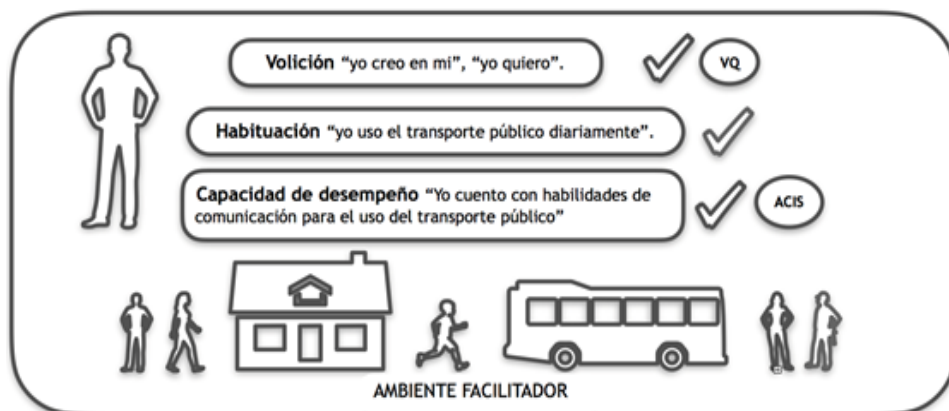 Volición “yo creo en mi”, “yo quiero”.
VQ
Habituación “yo uso el transporte público diariamente”.
Capacidad de desempeño “Yo cuento con habilidades de
comunicación para el uso del transporte público”
ACIS
AMBIENTE FACILITADOR